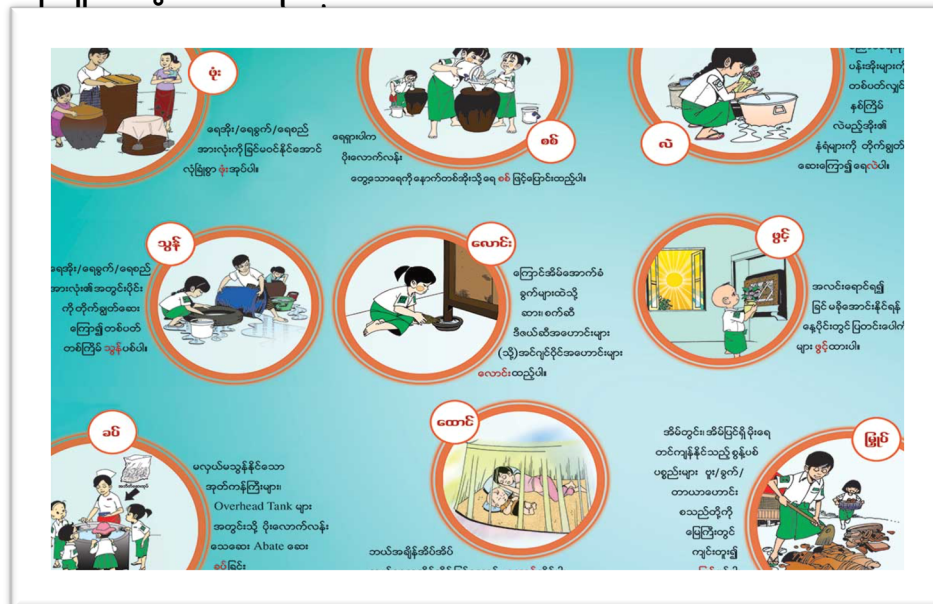 ဖုံး
ရေအိုး/ရေခွက်/ရေစည်
အားလုံးကိုခြင်မဝင်နိုင်အောင်
လုံခြုံစွာ ဖုံးအုပ်ပါ။
စစ်
ရေရှားပါက
ပိုးလောက်လန်း
တွေ့သောရေကိုနောက်တစ်အိုးသို့ရေ စစ် ဖြင့်ပြောင်းထည့်ပါ။
လဲ
ပန်းအိုးများကို
တစ်ပတ်လျှင်
နှစ်ကြိမ်
လဲမည့်အိုး၏
နံရံများကို တိုက်ချွတ်
ဆေးကြော၍ ရေလဲပါ။
သွန်
ရေအိုး/ရေခွက်/ရေစည်
အားလုံး၏အတွင်းပိုင်း
ကိုတိုက်ချွတ်ဆေး
ကြော၍တစ်ပတ်
တစ်ကြိမ် သွန်ပစ်ပါ။
လောင်း
ကြောင်အိမ်အောက်ခံ
ခွက်များထဲသို့
ဆား၊ စက်ဆီ
ဒီဇယ်ဆီအဟောင်းများ
(သို့)အင်ဂျင်ဝိုင်အဟောင်းများ
လောင်းထည့်ပါ။
ဖွင့်
အလင်းရောင်ရ၍
ခြင် မခိုအောင်းနိုင်ရန်
နေ့ပိုင်းတွင် ပြတင်းပေါက်
များ ဖွင့်ထားပါ။
ခပ်
မလှယ်မသွန်နိုင်သော
အုတ်ကန်ကြီးများ၊
Overhead Tank များ
အတွင်းသို့ ပိုးလောက်လန်း
သေဆေး Abate ဆေး
ခပ်ခြင်း
ထောင်
ဘယ်အချိန်အိပ်အိပ်
မြှုပ်
အိမ်တွင်း၊ အိမ်ပြင်ရှိ မိုးရေ
တင်ကျန်နိုင်သည့် စွန့်ပစ်
ပစ္စည်းများ ဗူး/ခွက်/
တာယာဟောင်း
စသည်တို့ကို
မြေကြီးတွင်
ကျင်းတူး၍